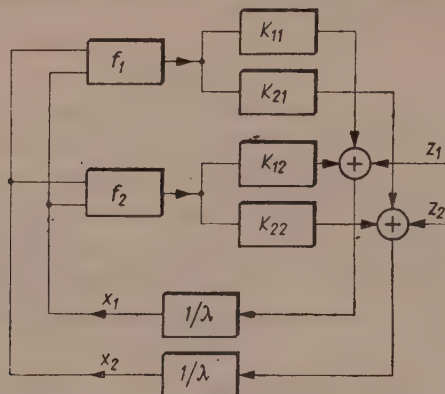 f₁
K₁₁
K₂₁
Z₁
f₂
K₁₂
Z₂
K₂₂
x₁
1/λ
x₂
1/λ